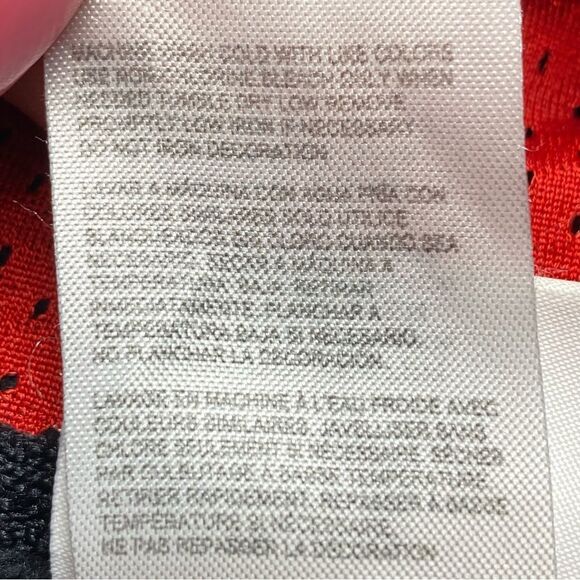 MACHINE WASH COLD WITH LIKE COLORS
USE NON-CHLORINE BLEACH ONLY WHEN
NEEDED TUMBLE DRY LOW REMOVE
PROMPTLY LOW IRON IF NECESSARY
DO NOT IRON DECORATION
LAVAR A MÁQUINA CON AGUA FRÍA CON
COLORES SIMILARES SOLO UTILICE
BLANQUEADOR SIN CLORO CUANDO SEA
NECESARIO. SECAR A MÁQUINA A
TEMPERATURA BAJA. RETIRAR
INMEDIATAMENTE. PLANCHAR A
TEMPERATURA BAJA SI NECESARIO
NO PLANCHAR LA DECORACIÓN.
LAVAGE EN MACHINE À L'EAU FROIDE AVEC
COULEURS SIMILAIRES. JAVELLISER SANS
CHLORE SEULEMENT SI NÉCESSAIRE. SÉCHER
PAR CULBUTAGE À BASSE TEMPÉRATURE
RETIRER RAPIDEMENT. REPASSER À BASSE
TEMPÉRATURE SI NÉCESSAIRE.
NE PAS REPASSER LA DÉCORATION.